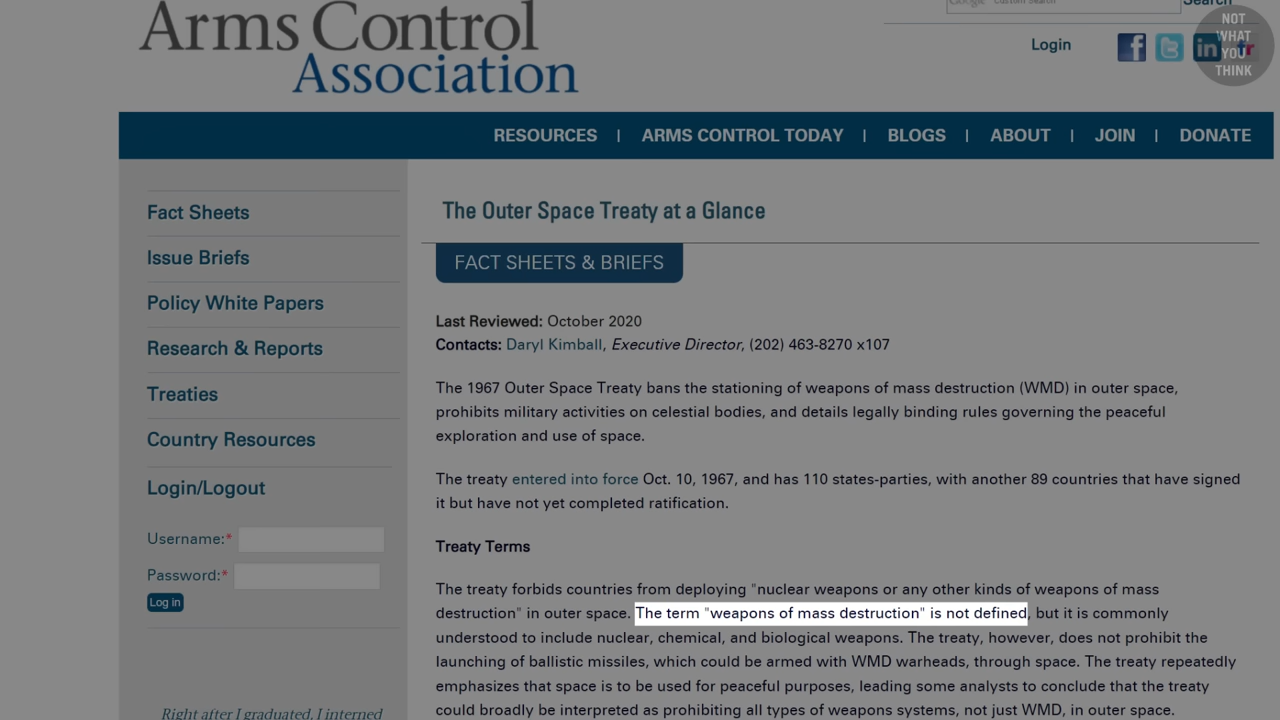 Arms Control
Association
Custom Search
Search
NOT
WHAT
YOU
THINK
Login
RESOURCES | ARMS CONTROL TODAY | BLOGS | ABOUT | JOIN | DONATE
Fact Sheets
Issue Briefs
Policy White Papers
Research & Reports
Treaties
Country Resources
Login/Logout
Username:*
Password:*
Log in
Right after I graduated, I interned
The Outer Space Treaty at a Glance
FACT SHEETS & BRIEFS
Last Reviewed: October 2020
Contacts: Daryl Kimball, Executive Director, (202) 463-8270 x107
The 1967 Outer Space Treaty bans the stationing of weapons of mass destruction (WMD) in outer space,
prohibits military activities on celestial bodies, and details legally binding rules governing the peaceful
exploration and use of space.
The treaty entered into force Oct. 10, 1967, and has 110 states-parties, with another 89 countries that have signed
it but have not yet completed ratification.
Treaty Terms
The treaty forbids countries from deploying "nuclear weapons or any other kinds of weapons of mass
destruction" in outer space. The term "weapons of mass destruction" is not defined, but it is commonly
understood to include nuclear, chemical, and biological weapons. The treaty, however, does not prohibit the
launching of ballistic missiles, which could be armed with WMD warheads, through space. The treaty repeatedly
emphasizes that space is to be used for peaceful purposes, leading some analysts to conclude that the treaty
could broadly be interpreted as prohibiting all types of weapons systems, not just WMD, in outer space.